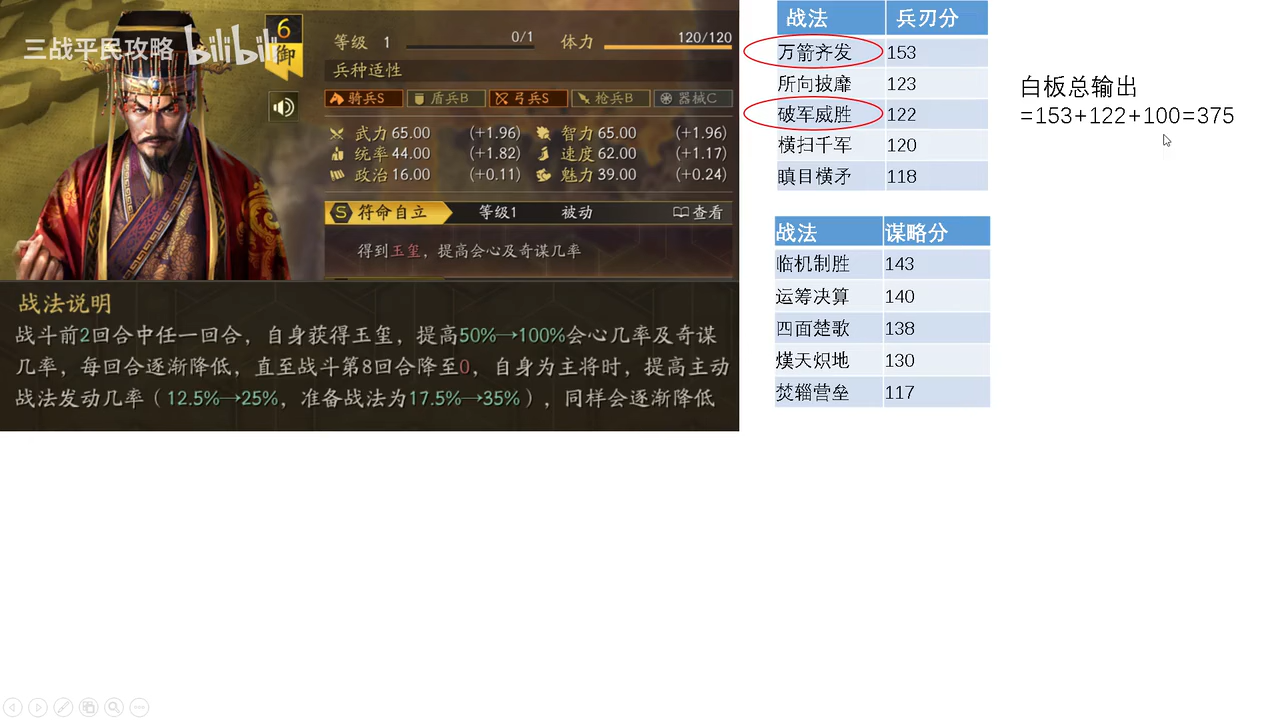 三战平民攻略 bilibili
6
御
等级 1 0/1 体力 120/120
兵种适性
骑兵S 盾兵B 弓兵S 枪兵B 器械C
武力 65.00 (+1.96) 智力 65.00 (+1.96)
统率 44.00 (+1.82) 速度 62.00 (+1.17)
政治 16.00 (+0.11) 魅力 39.00 (+0.24)
S 符命自立 等级1 被动 查看
得到玉玺，提高会心及奇谋几率
战法说明
战斗前2回合中任一回合，自身获得玉玺，提高50%→100%会心几率及奇谋
几率，每回合逐渐降低，直至战斗第8回合降至0，自身为主将时，提高主动
战法发动几率（12.5%→25%，准备战法为17.5%→35%），同样会逐渐降低
战法 兵刃分
万箭齐发 153
所向披靡 123
破军威胜 122
横扫千军 120
瞋目横矛 118
战法 谋略分
临机制胜 143
运筹决算 140
四面楚歌 138
熯天炽地 130
焚辎营垒 117
白板总输出
=153+122+100=375